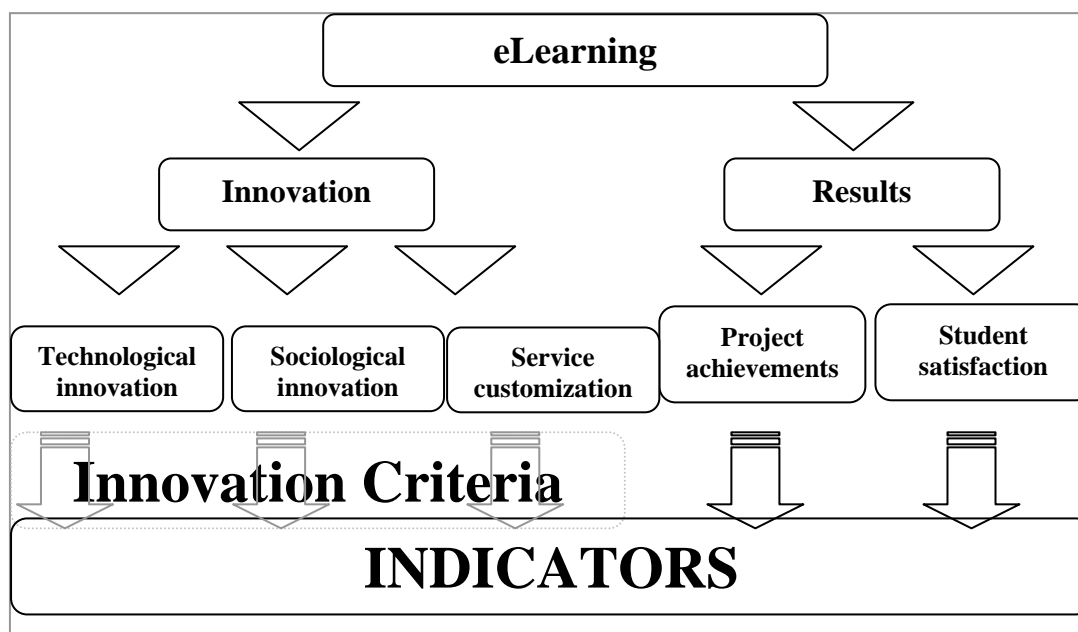 eLearning
Innovation
Results
Technological
innovation
Sociological
innovation
Service
customization
Project
achievements
Student
satisfaction
Innovation Criteria
INDICATORS